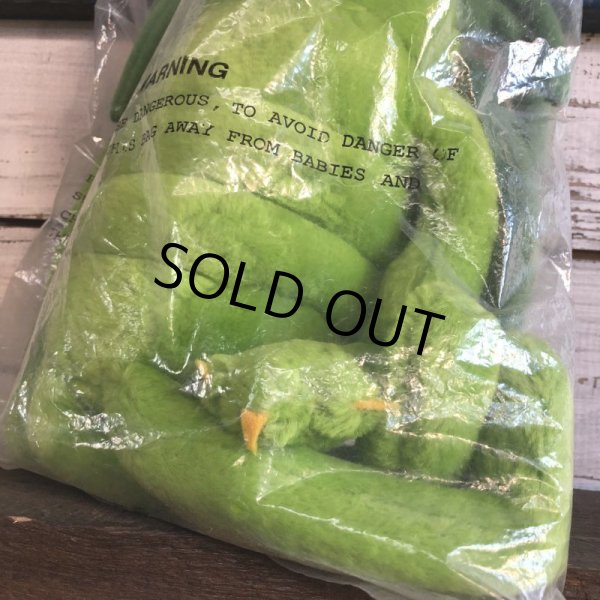 WARNING
DANGEROUS, TO AVOID DANGER OF
BAG AWAY FROM BABIES AND
SOLD OUT